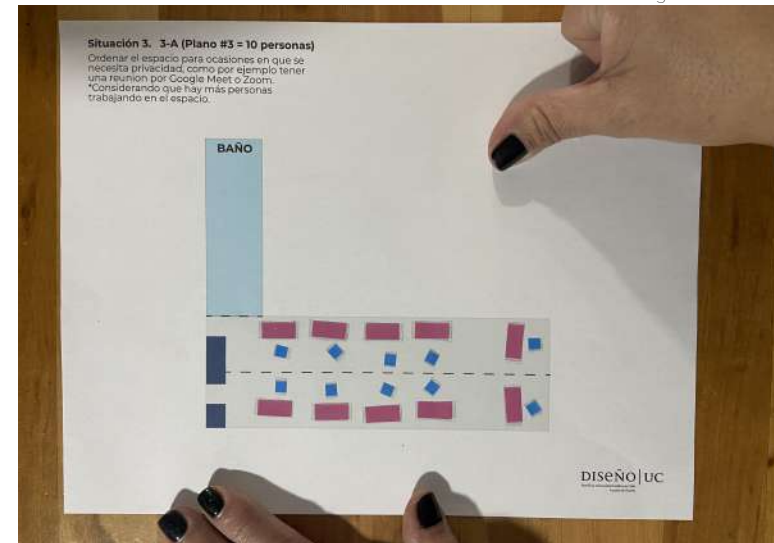 Situación 3. 3-A (Plano #3 = 10 personas)
Ordenar el espacio para ocasiones en que se
necesita privacidad, como por ejemplo tener
una reunion por Google Meet o Zoom.
*Considerando que hay más personas
trabajando en el espacio.
BAÑO
DISEÑO|UC